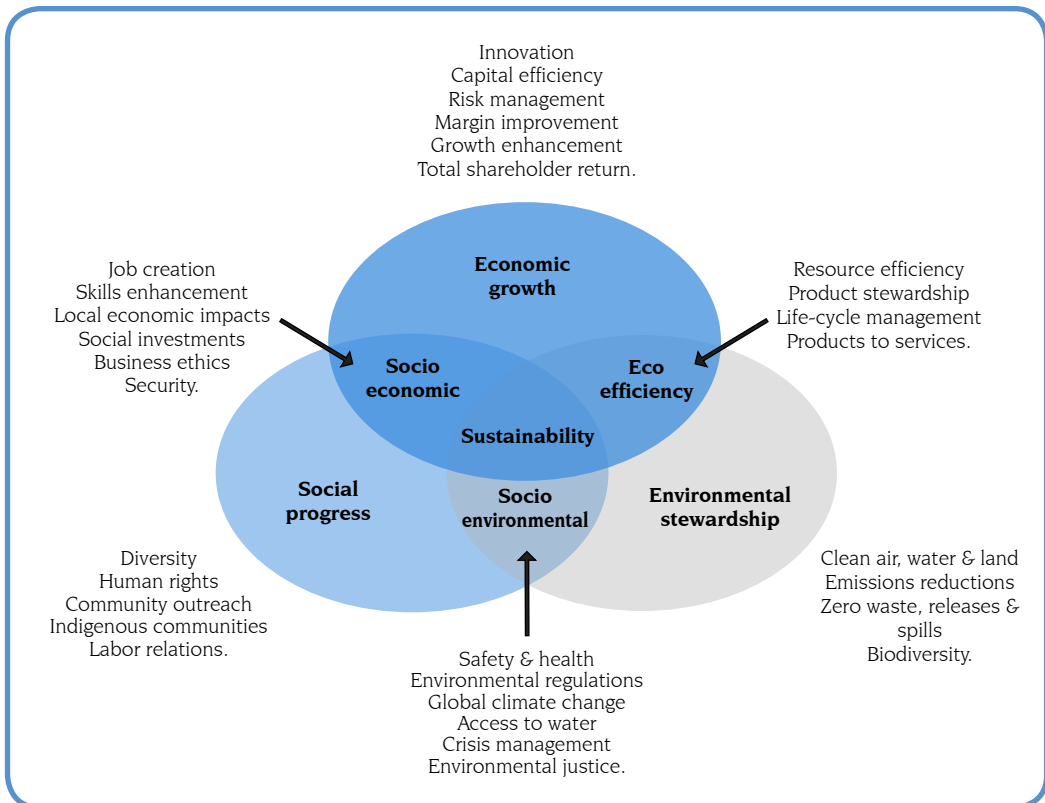 Innovation
Capital efficiency
Risk management
Margin improvement
Growth enhancement
Total shareholder return.
Economic
growth
Job creation
Skills enhancement
Local economic impacts
Social investments
Business ethics
Security.
Resource efficiency
Product stewardship
Life-cycle management
Products to services.
Socio
economic
Eco
efficiency
Sustainability
Social
progress
Socio
environmental
Environmental
stewardship
Diversity
Human rights
Community outreach
Indigenous communities
Labor relations.
Clean air, water & land
Emissions reductions
Zero waste, releases &
spills
Biodiversity.
Safety & health
Environmental regulations
Global climate change
Access to water
Crisis management
Environmental justice.